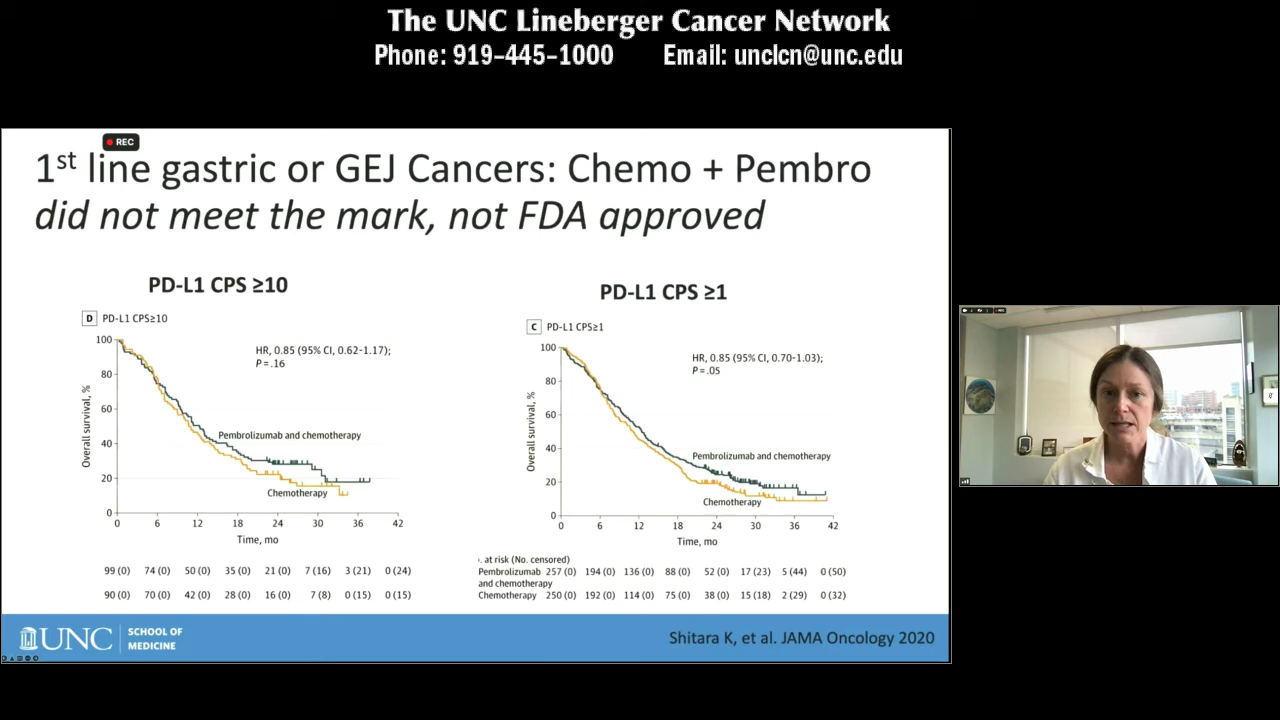 The UNC Lineberger Cancer Network
Phone: 919-445-1000 Email: unclcn@unc.edu
REC
1st line gastric or GEJ Cancers: Chemo + Pembro
did not meet the mark, not FDA approved
PD-L1 CPS ≥10
D PD-L1 CPS≥10
HR, 0.85 (95% CI, 0.62-1.17);
P = .16
Overall survival, %
100
80
60
40
20
0
Pembrolizumab and chemotherapy
Chemotherapy
0 6 12 18 24 30 36 42
Time, mo
99 (0) 74 (0) 50 (0) 35 (0) 21 (0) 7 (16) 3 (21) 0 (24)
90 (0) 70 (0) 42 (0) 28 (0) 16 (0) 7 (8) 0 (15) 0 (15)
PD-L1 CPS ≥1
C PD-L1 CPS≥1
HR, 0.85 (95% CI, 0.70-1.03);
P = .05
Overall survival, %
100
80
60
40
20
0
Pembrolizumab and chemotherapy
Chemotherapy
0 6 12 18 24 30 36 42
Time, mo
. at risk (No. censored)
Pembrolizumab 257 (0) 194 (0) 136 (0) 88 (0) 52 (0) 17 (23) 5 (44) 0 (50)
and chemotherapy
Chemotherapy 250 (0) 192 (0) 114 (0) 75 (0) 38 (0) 15 (18) 2 (29) 0 (32)
UNC
SCHOOL OF
MEDICINE
Shitara K, et al. JAMA Oncology 2020